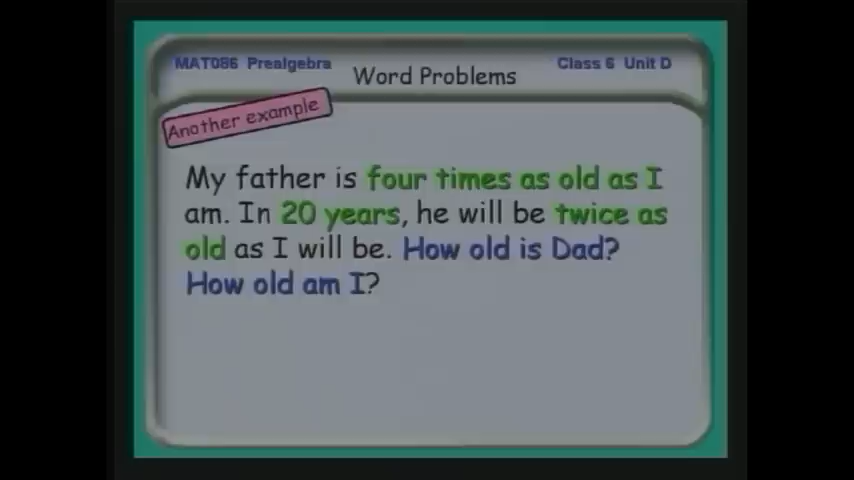 MAT086 Prealgebra
Word Problems
Class 6 Unit D
Another example
My father is four times as old as I
am. In 20 years, he will be twice as
old as I will be. How old is Dad?
How old am I?